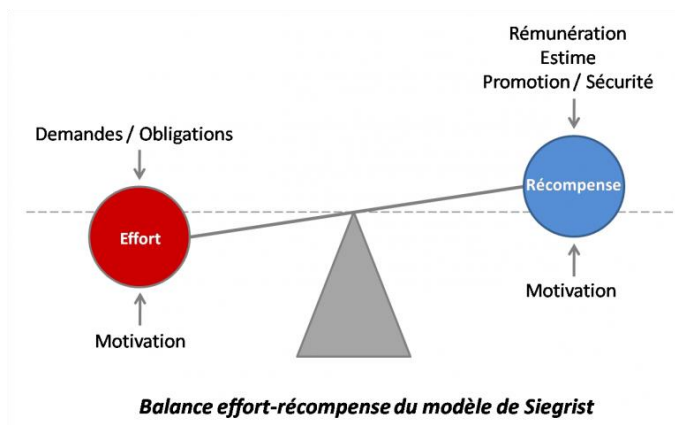 Rémunération
Estime
Promotion / Sécurité
Demandes / Obligations
Récompense
Effort
Motivation
Motivation
Balance effort-récompense du modèle de Siegrist